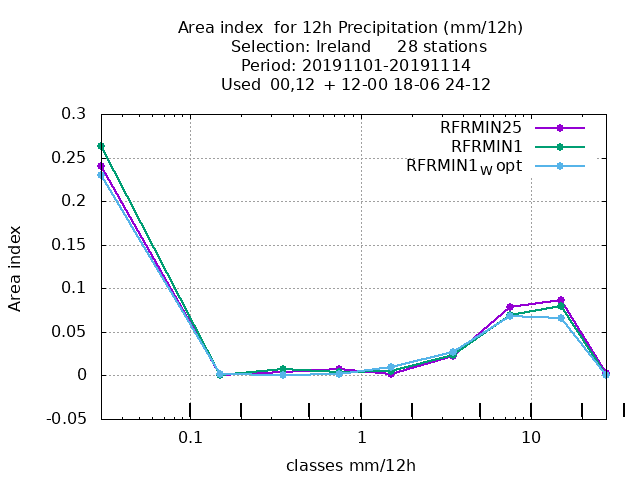 Area index  for 12h Precipitation (mm/12h)
Selection: Ireland     28 stations
Period: 20191101-20191114
Used  00,12  + 12-00 18-06 24-12
RFRMIN25
RFRMIN1
RFRMIN1W opt
0.3
0.25
0.2
0.15
0.1
0.05
0
-0.05
Area index
0.1 1 10
classes mm/12h